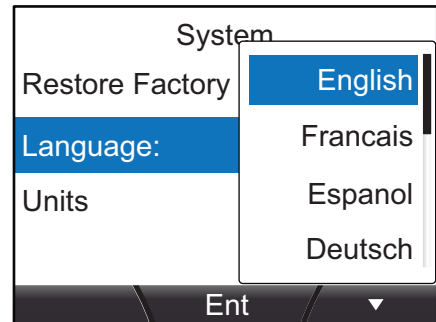 System
Restore Factory
Language:
Units
English
Francais
Espanol
Deutsch
Ent